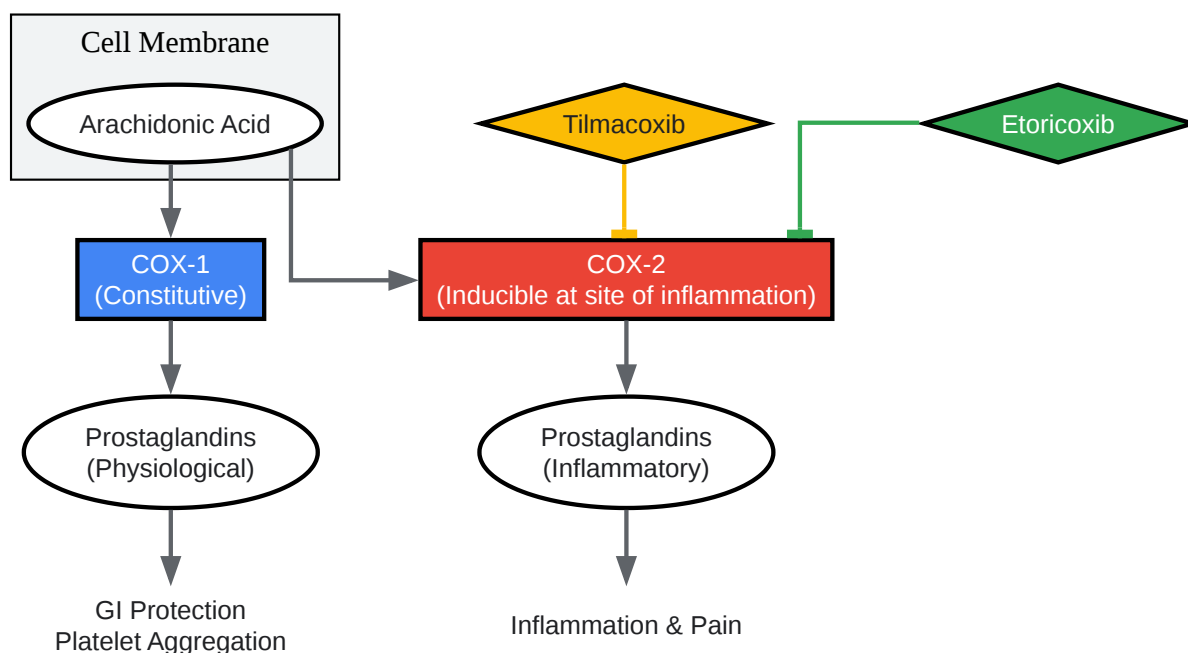 Cell Membrane
Arachidonic Acid
Tilmacoxib
Etoricoxib
COX-1
(Constitutive)
COX-2
(Inducible at site of inflammation)
Prostaglandins
(Physiological)
Prostaglandins
(Inflammatory)
GI Protection
Platelet Aggregation
Inflammation & Pain